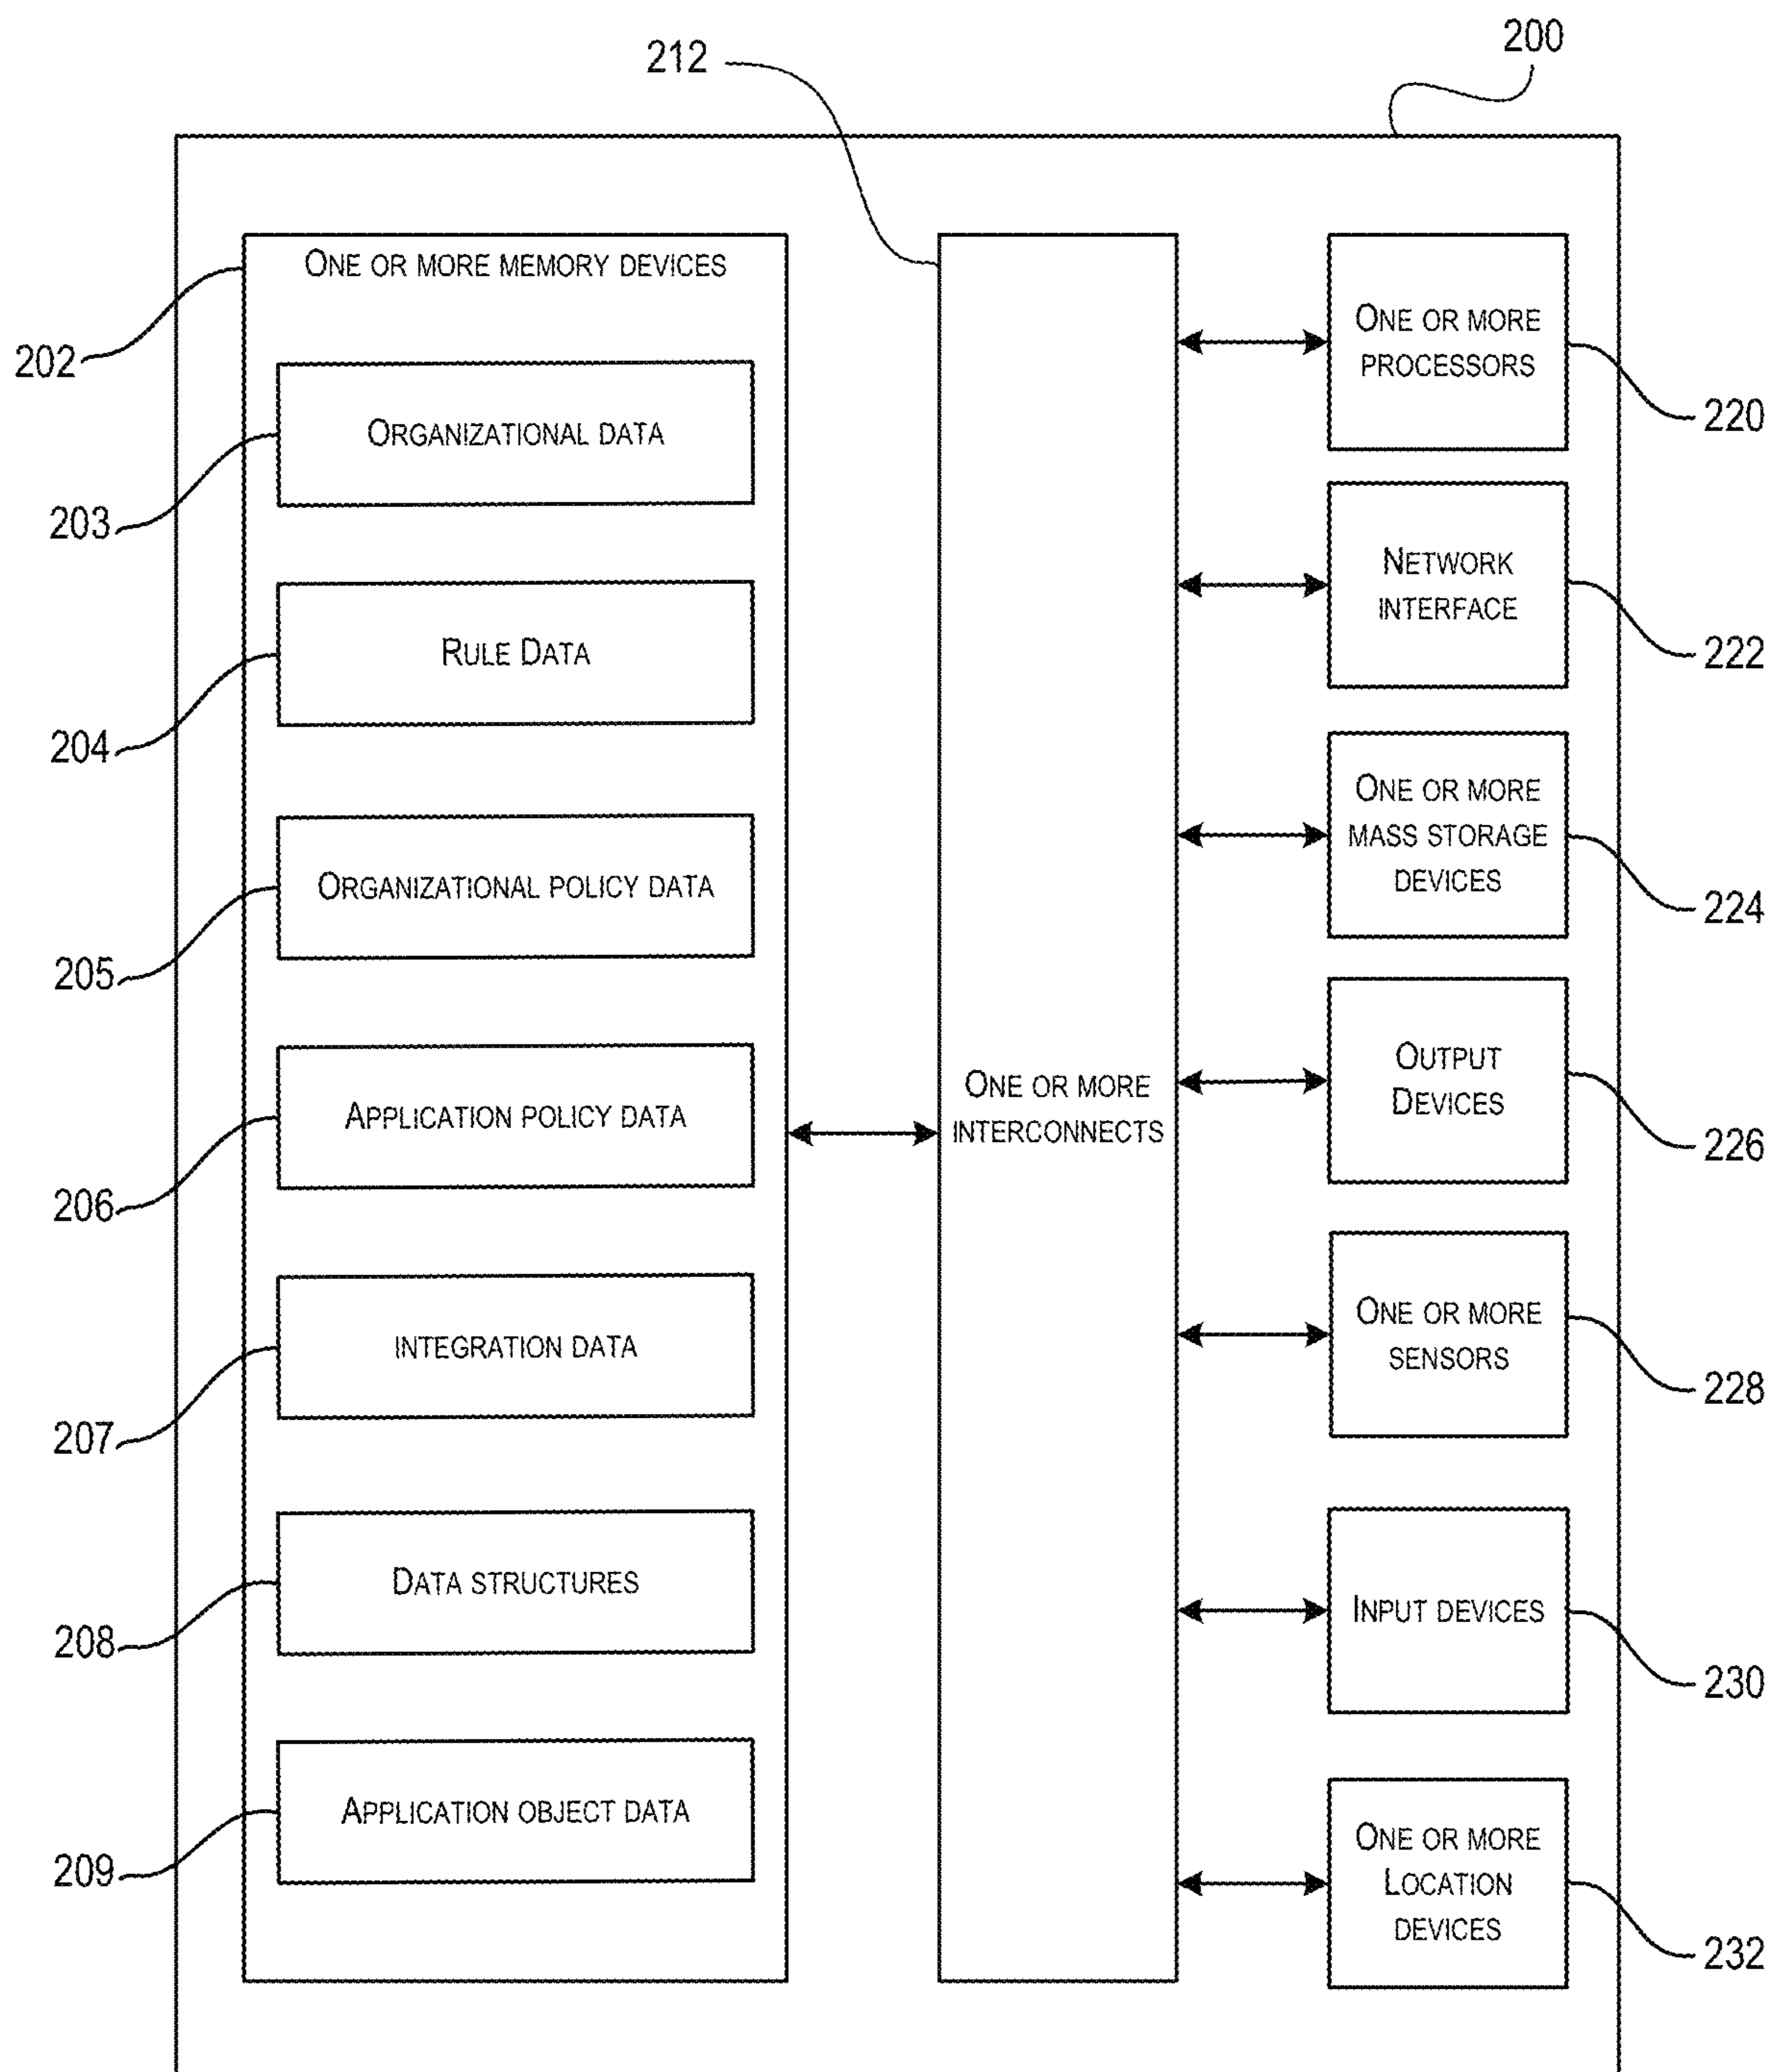 212
200
ONE OR MORE MEMORY DEVICES
202
ORGANIZATIONAL DATA
203
RULE DATA
204
ORGANIZATIONAL POLICY DATA
205
APPLICATION POLICY DATA
206
INTEGRATION DATA
207
DATA STRUCTURES
208
APPLICATION OBJECT DATA
209
ONE OR MORE
INTERCONNECTS
ONE OR MORE
PROCESSORS
220
NETWORK
INTERFACE
222
ONE OR MORE
MASS STORAGE
DEVICES
224
OUTPUT
DEVICES
226
ONE OR MORE
SENSORS
228
INPUT DEVICES
230
ONE OR MORE
LOCATION
DEVICES
232